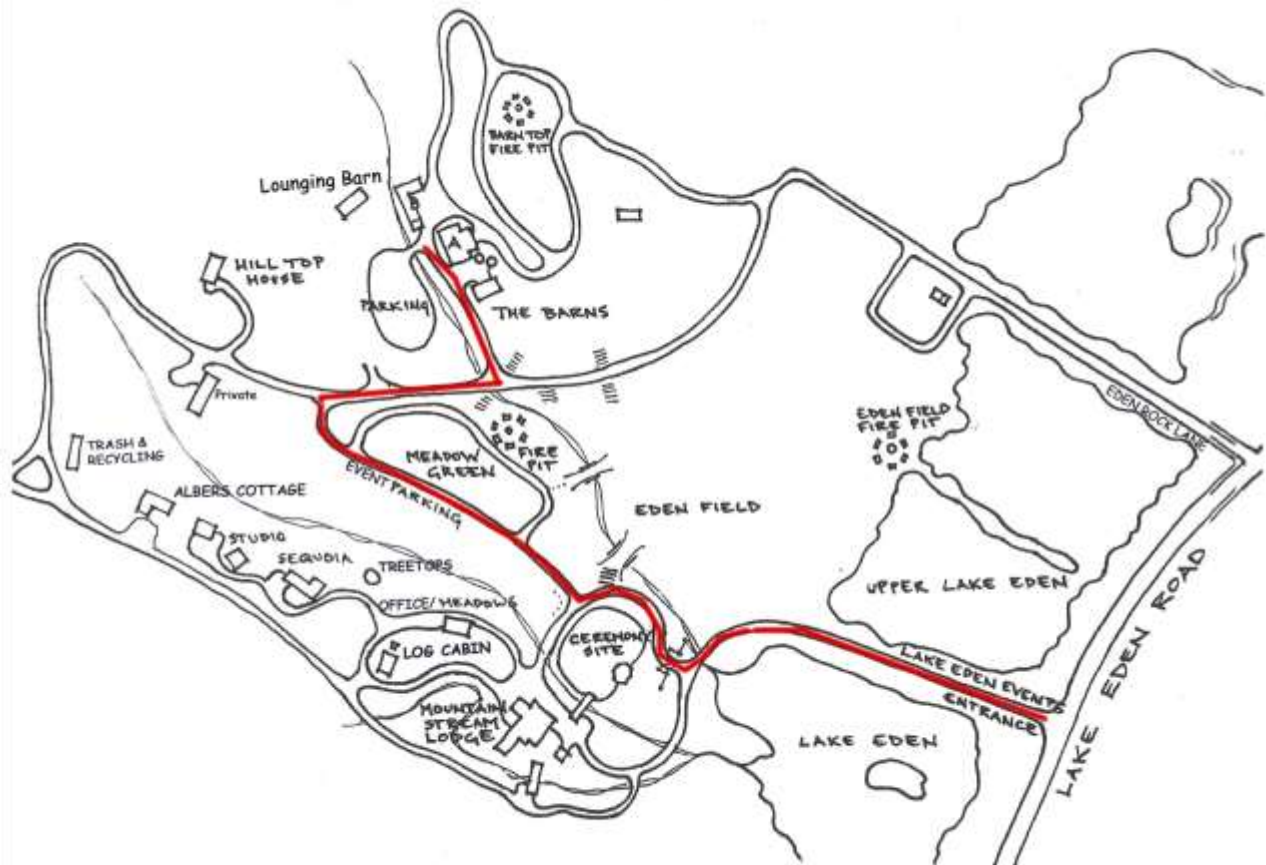 BARN TOP
FIRE PIT
Lounging Barn
A
HILL TOP
HOUSE
PARKING
THE BARNS
Private
EDEN ROCK LANE
EDEN FIELD
FIRE PIT
FIRE
PIT
MEADOW
GREEN
EVENT PARKING
TRASH &
RECYCLING
ALBERS COTTAGE
EDEN FIELD
STUDIO
SEQUOIA
TREETOPS
UPPER LAKE EDEN
OFFICE/MEADOWS
CEREMONY
SITE
LOG CABIN
LAKE EDEN EVENTS
ENTRANCE
LAKE EDEN ROAD
MOUNTAIN
STREAM
LODGE
LAKE EDEN